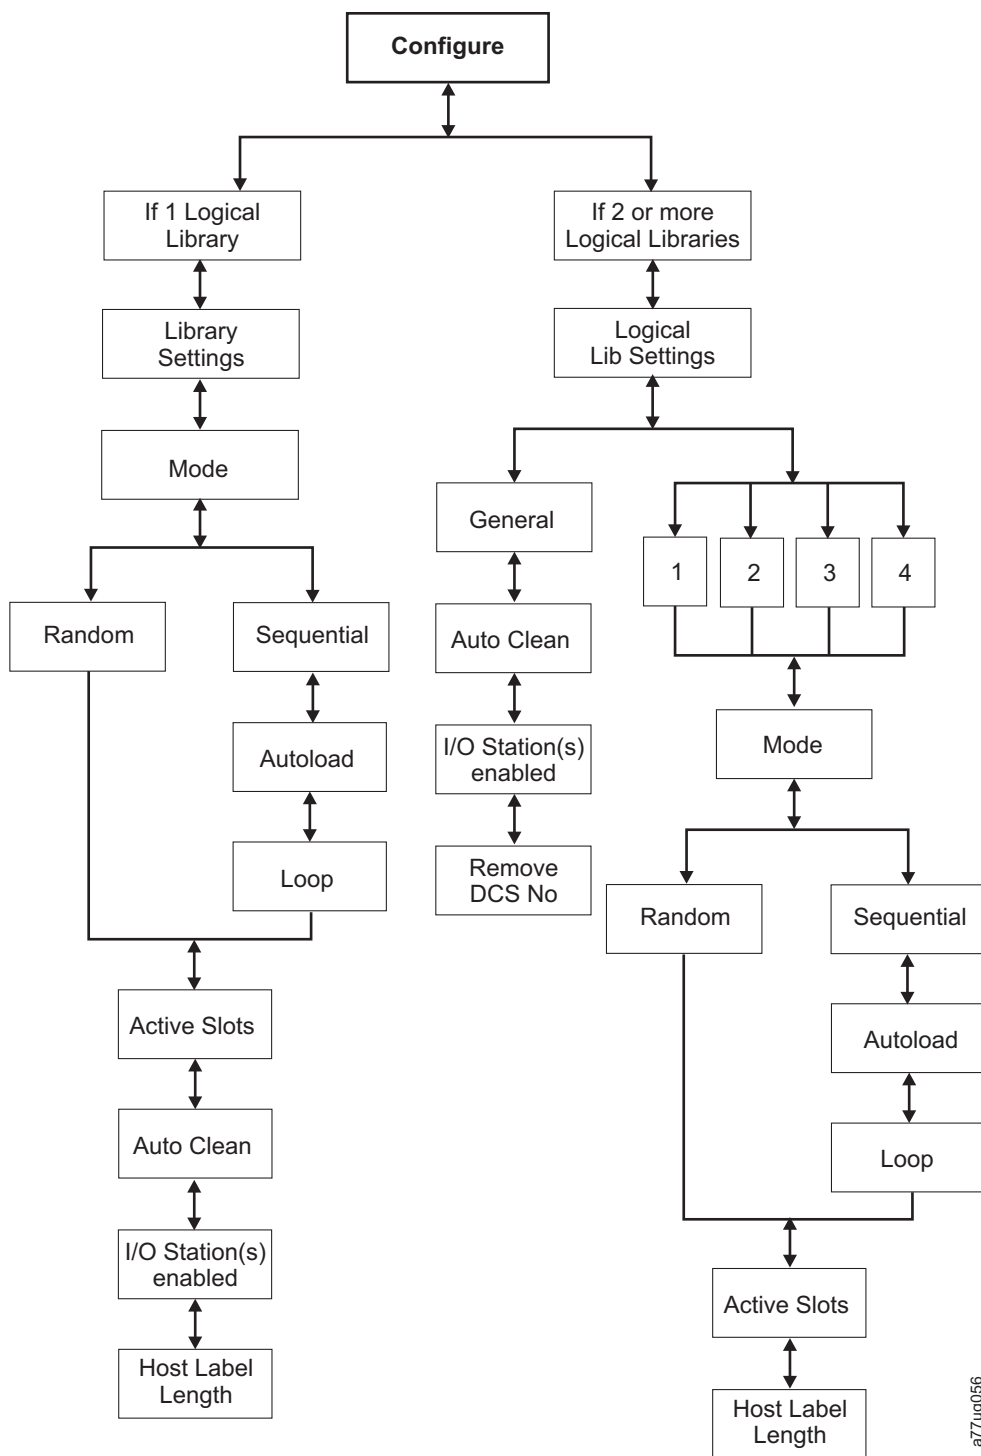 Configure
If 1 Logical
Library
Library
Settings
Mode
Random
Sequential
Autoload
Loop
Active Slots
Auto Clean
I/O Station(s)
enabled
Host Label
Length
If 2 or more
Logical Libraries
Logical
Lib Settings
General
Auto Clean
I/O Station(s)
enabled
Remove
DCS No
1
2
3
4
Mode
Random
Sequential
Autoload
Loop
Active Slots
Host Label
Length
a77ug056